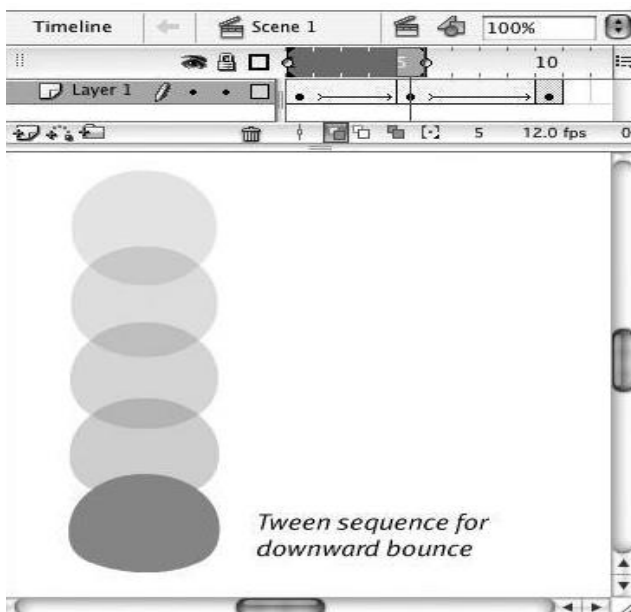 Timeline Scene 1 100%
5 10
Layer 1
5 12.0 fps 0
Tween sequence for
downward bounce